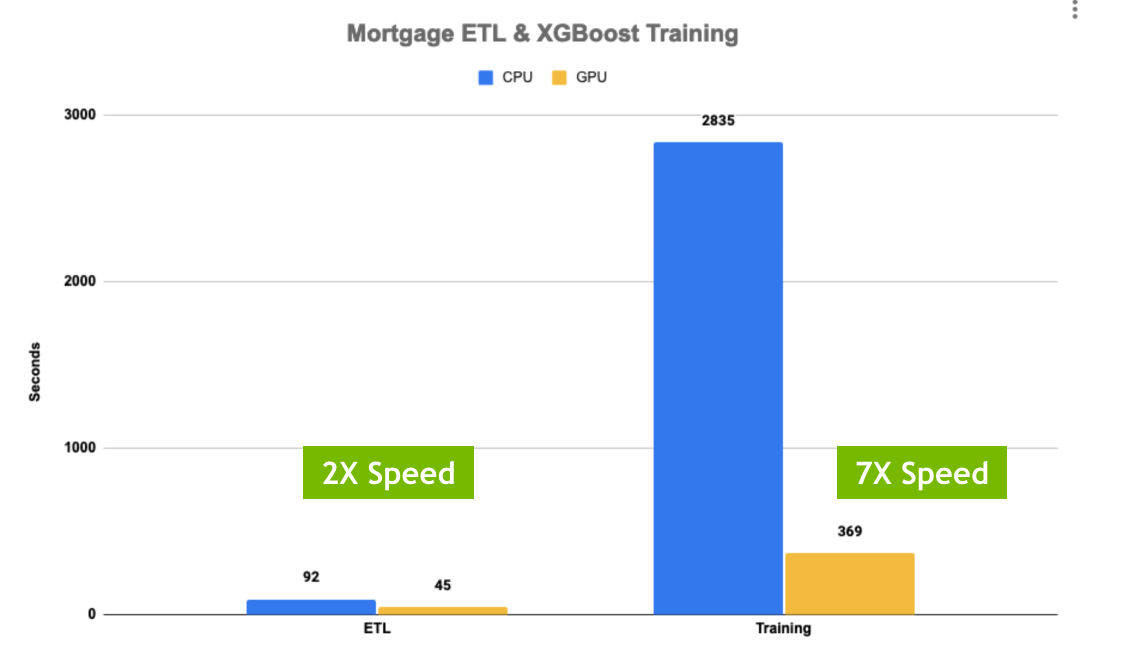 Mortgage ETL & XGBoost Training
CPU GPU
3000
2835
2000
Seconds
1000
2X Speed
7X Speed
369
92
45
0
ETL
Training